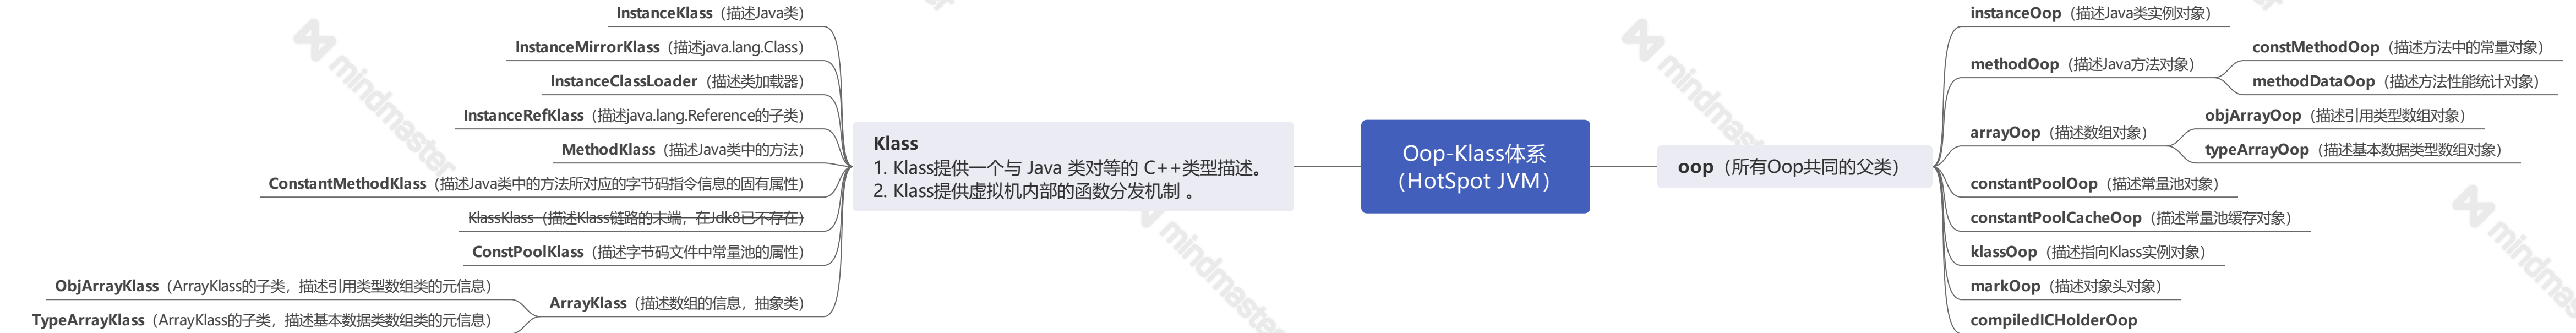 InstanceKlass（描述Java类）
InstanceMirrorKlass（描述java.lang.Class）
InstanceClassLoader（描述类加载器）
InstanceRefKlass（描述java.lang.Reference的子类）
MethodKlass（描述Java类中的方法）
ConstantMethodKlass（描述Java类中的方法所对应的字节码指令信息的固有属性）
KlassKlass（描述Klass链路的末端，在Jdk8已不存在）
ConstPoolKlass（描述字节码文件中常量池的属性）
ObjArrayKlass（ArrayKlass的子类，描述引用类型数组类的元信息）
TypeArrayKlass（ArrayKlass的子类，描述基本数据类数组类的元信息）
ArrayKlass（描述数组的信息，抽象类）
Klass
1. Klass提供一个与 Java 类对等的 C++类型描述。
2. Klass提供虚拟机内部的函数分发机制 。
Oop-Klass体系
（HotSpot JVM）
oop（所有Oop共同的父类）
instanceOop（描述Java类实例对象）
methodOop（描述Java方法对象）
constMethodOop（描述方法中的常量对象）
methodDataOop（描述方法性能统计对象）
arrayOop（描述数组对象）
objArrayOop（描述引用类型数组对象）
typeArrayOop（描述基本数据类型数组对象）
constantPoolOop（描述常量池对象）
constantPoolCacheOop（描述常量池缓存对象）
klassOop（描述指向Klass实例对象）
markOop（描述对象头对象）
compiledICHolderOop
mindmaster
mindmaster
mindmaster